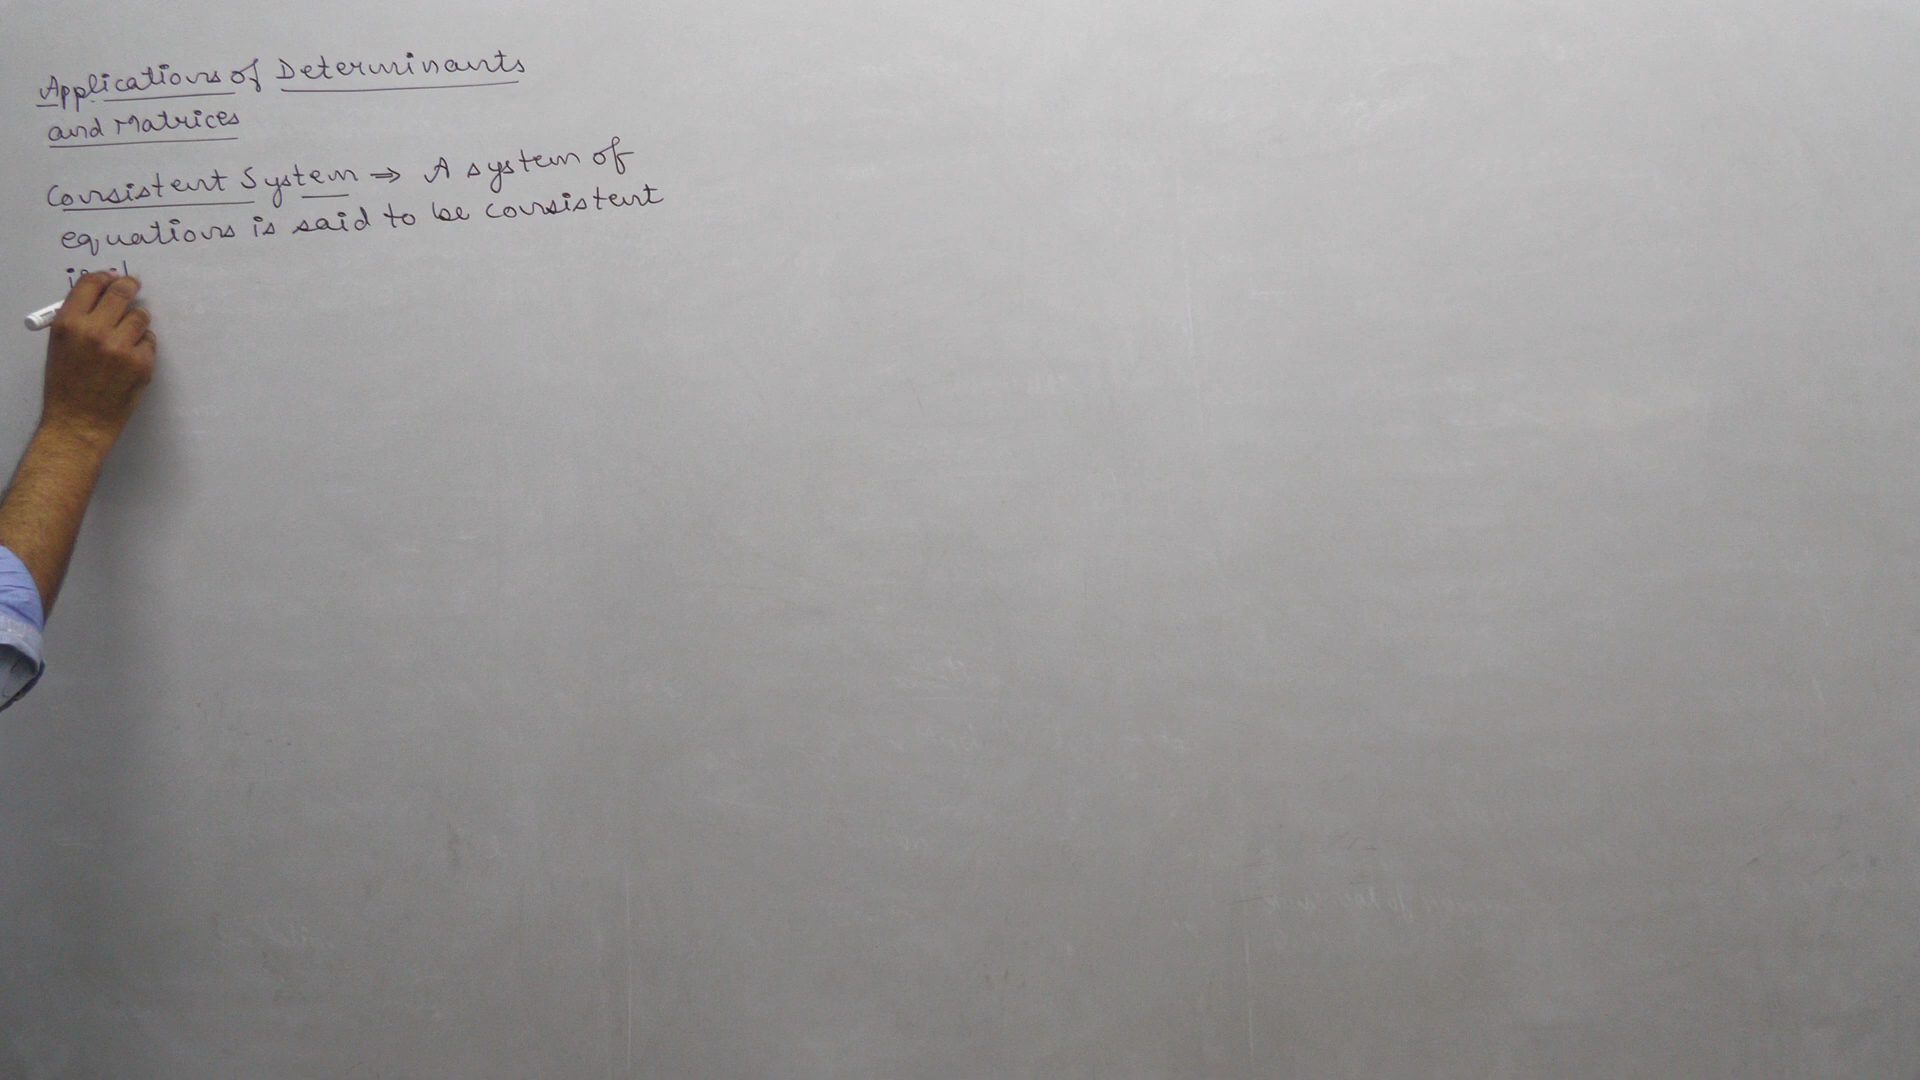 Applications of Determinants
and Matrices
Consistent System ⇒ A system of
equations is said to be consistent